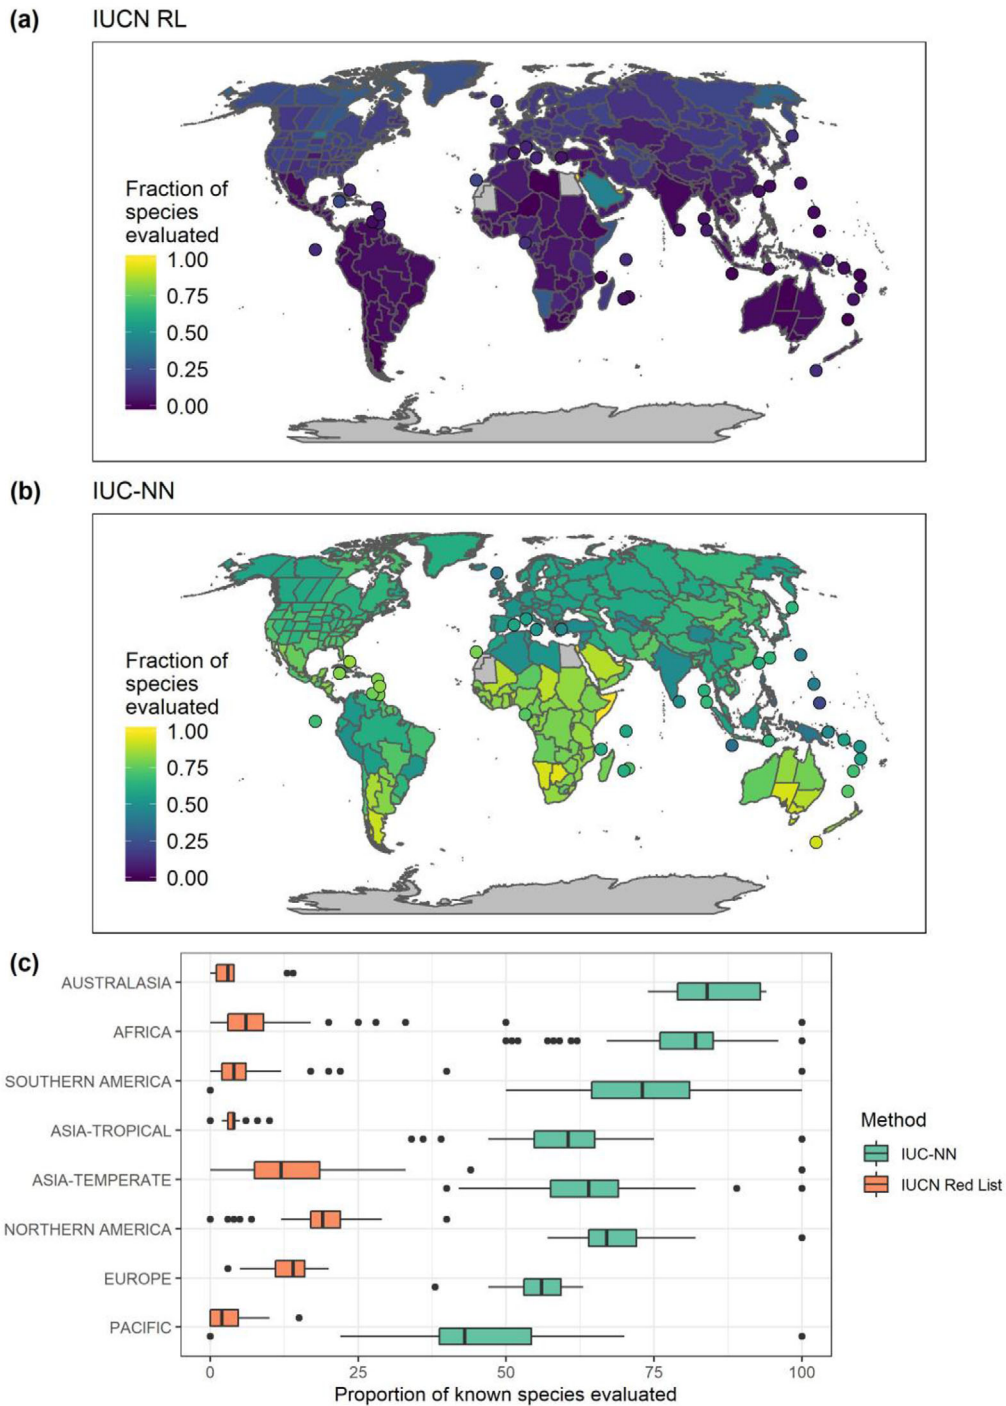 (a) IUCN RL
Fraction of
species
evaluated
1.00
0.75
0.50
0.25
0.00
(b) IUC-NN
Fraction of
species
evaluated
1.00
0.75
0.50
0.25
0.00
(c)
AUSTRALASIA
AFRICA
SOUTHERN AMERICA
ASIA-TROPICAL
ASIA-TEMPERATE
NORTHERN AMERICA
EUROPE
PACIFIC
0 25 50 75 100
Proportion of known species evaluated
Method
IUC-NN
IUCN Red List